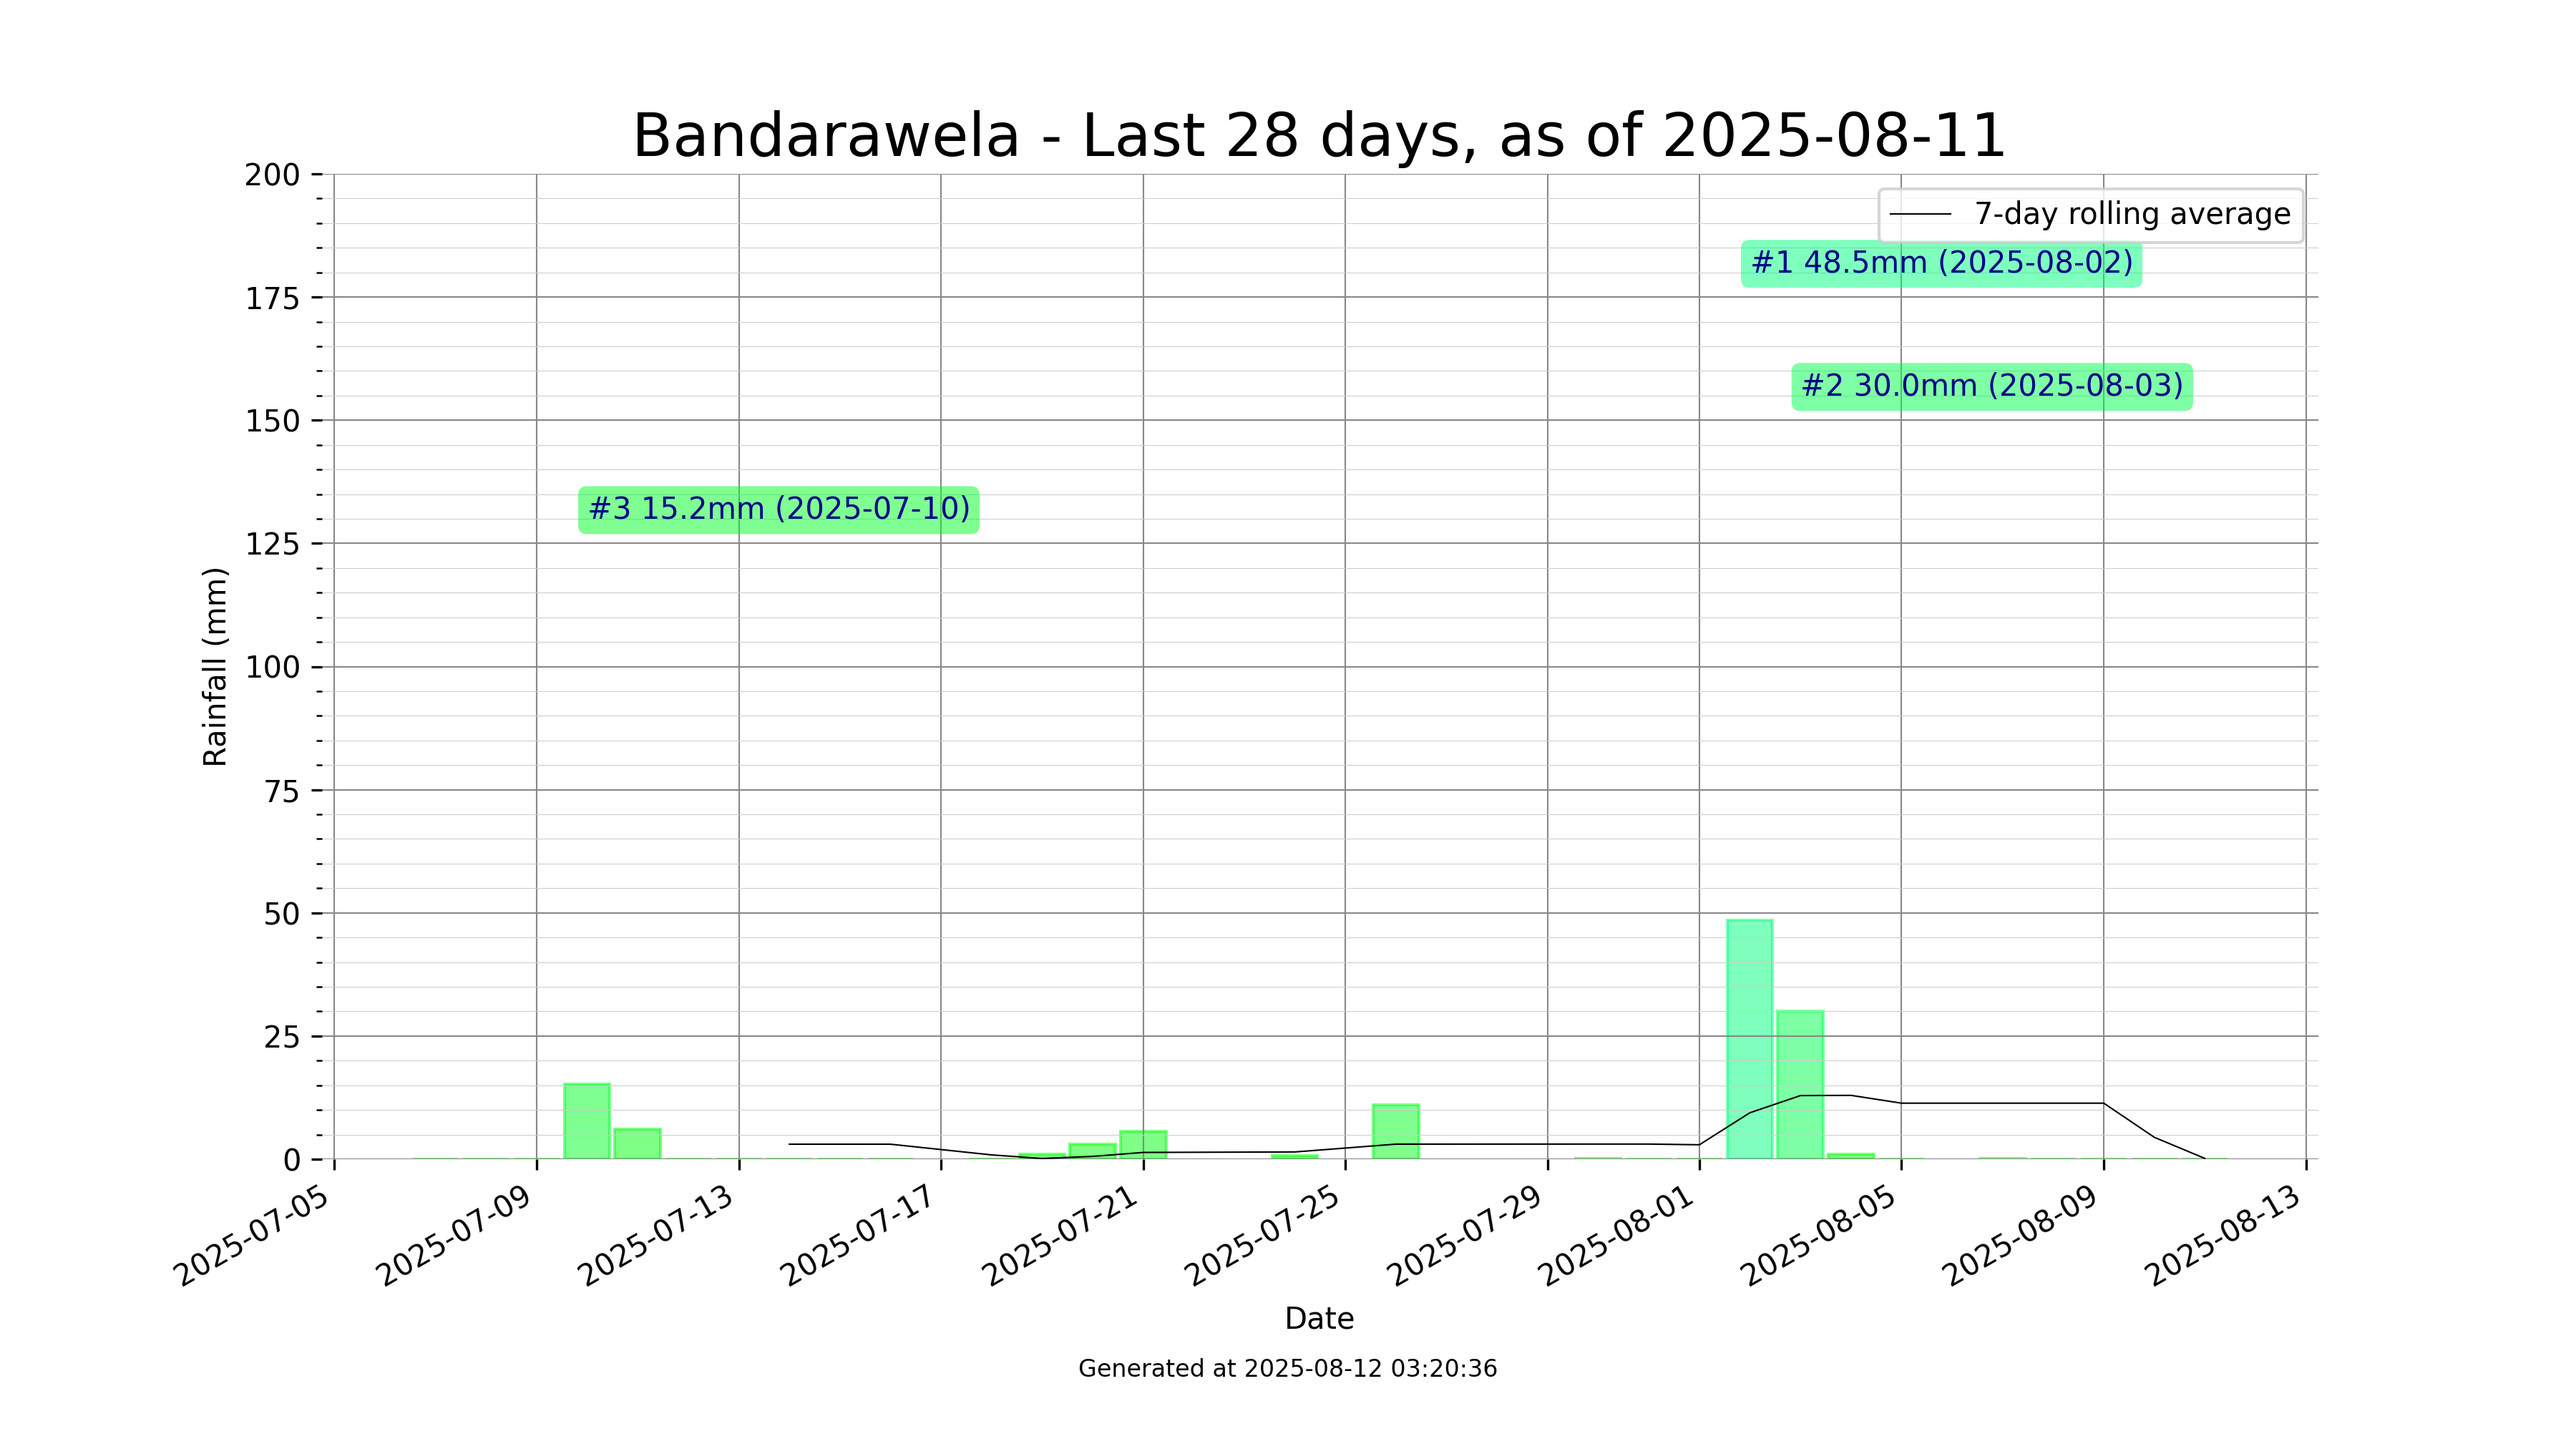 Bandarawela - Last 28 days, as of 2025-08-11
200
175
150
125
100
75
50
25
0
Rainfall (mm)
7-day rolling average
#1 48.5mm (2025-08-02)
#2 30.0mm (2025-08-03)
#3 15.2mm (2025-07-10)
2025-07-05
2025-07-09
2025-07-13
2025-07-17
2025-07-21
2025-07-25
2025-07-29
2025-08-01
2025-08-05
2025-08-09
2025-08-13
Date
Generated at 2025-08-12 03:20:36